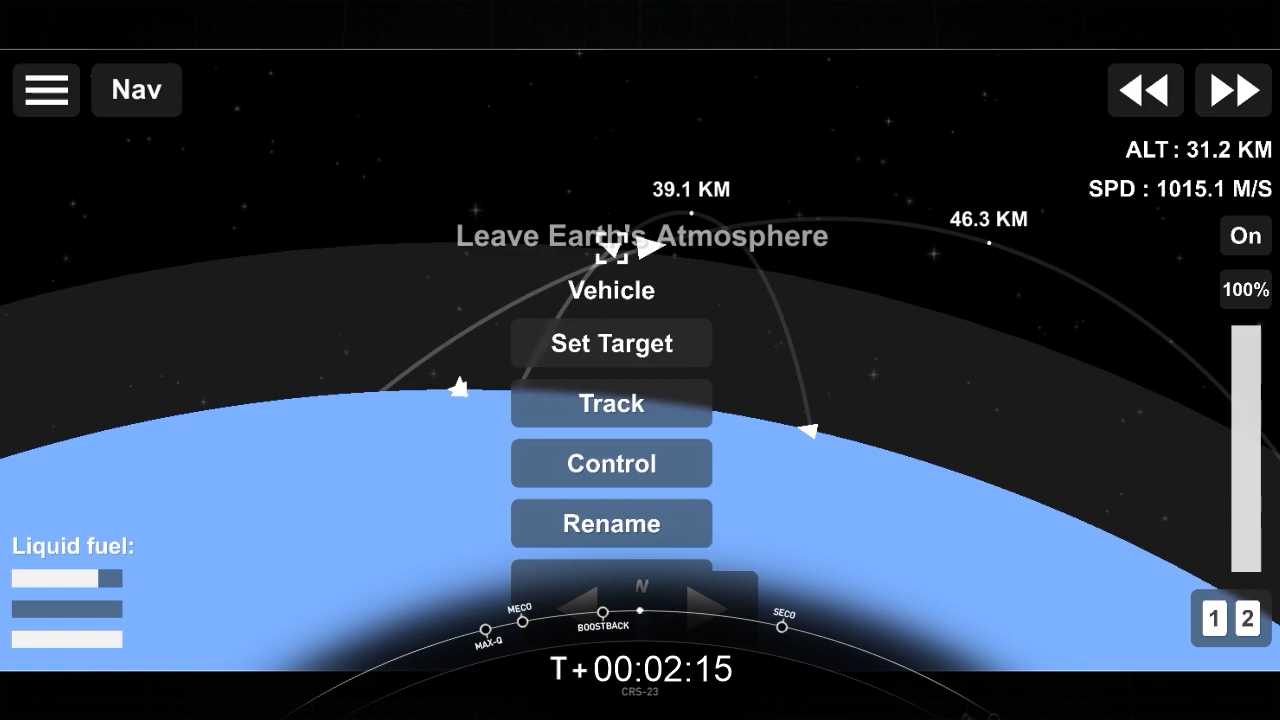 Nav
ALT : 31.2 KM
SPD : 1015.1 M/S
39.1 KM
46.3 KM
Leave Earth's Atmosphere
On
100%
Vehicle
Set Target
Track
Control
Rename
Liquid fuel:
N
1 2
MAX-Q
MECO
BOOSTBACK
SECO
T+00:02:15
CRS-23